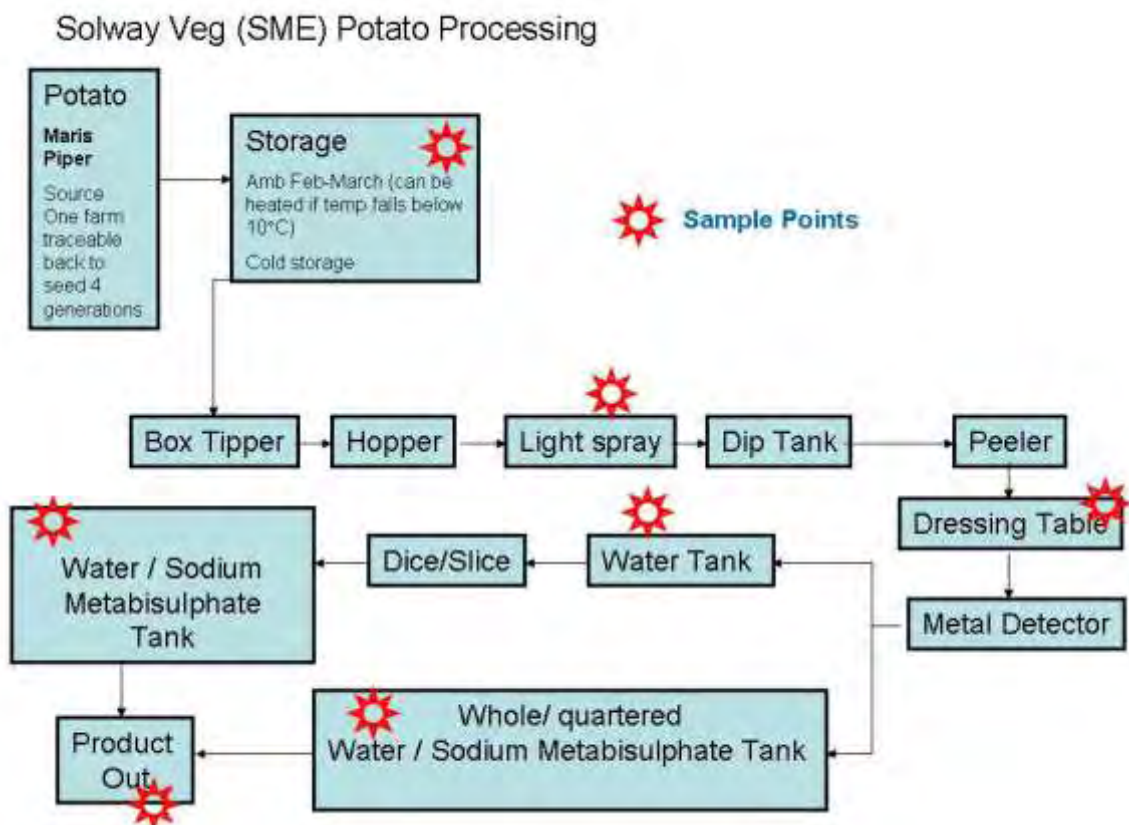 Solway Veg (SME) Potato Processing
Potato
Maris
Piper
Source
One farm
traceable
back to
seed 4
generations
Storage
Amb Feb-March (can be
heated if temp falls below
10°C)
Cold storage
Sample Points
Box Tipper
Hopper
Light spray
Dip Tank
Peeler
Dressing Table
Metal Detector
Water Tank
Dice/Slice
Water / Sodium
Metabisulphate
Tank
Whole/ quartered
Water / Sodium Metabisulphate Tank
Product
Out